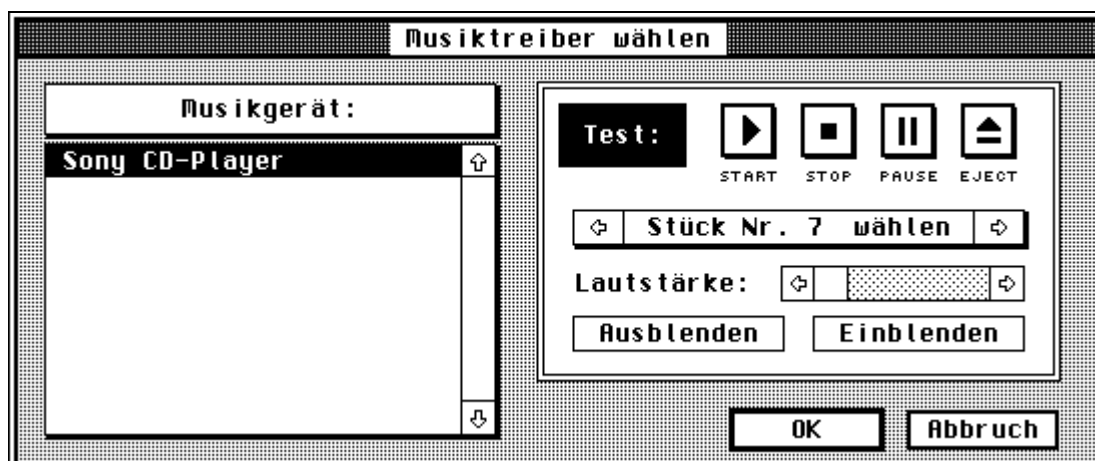 Musiktreiber wählen
Musikgerät:
Sony CD-Player
Test:
START STOP PAUSE EJECT
Stück Nr. 7 wählen
Lautstärke:
Ausblenden Einblenden
OK Abbruch